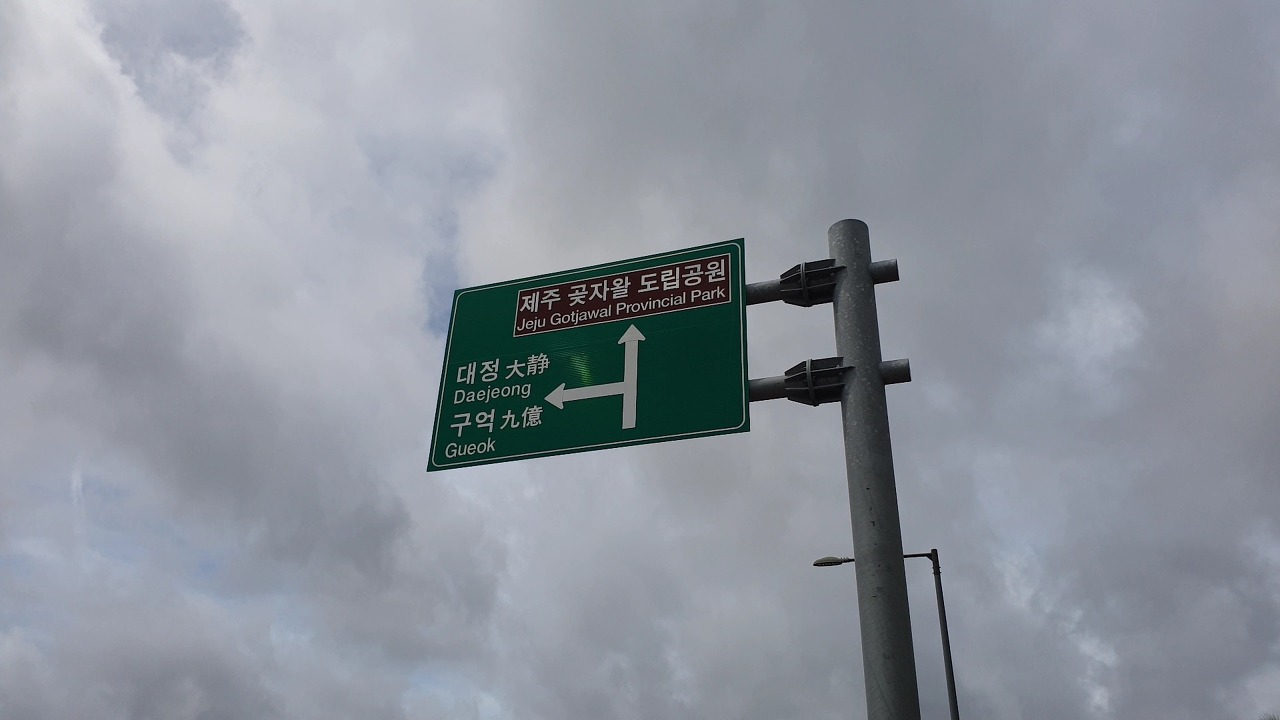 제주 곶자왈 도립공원
Jeju Gotjawal Provincial Park
대정 大静
Daejeong
구억 九億
Gueok